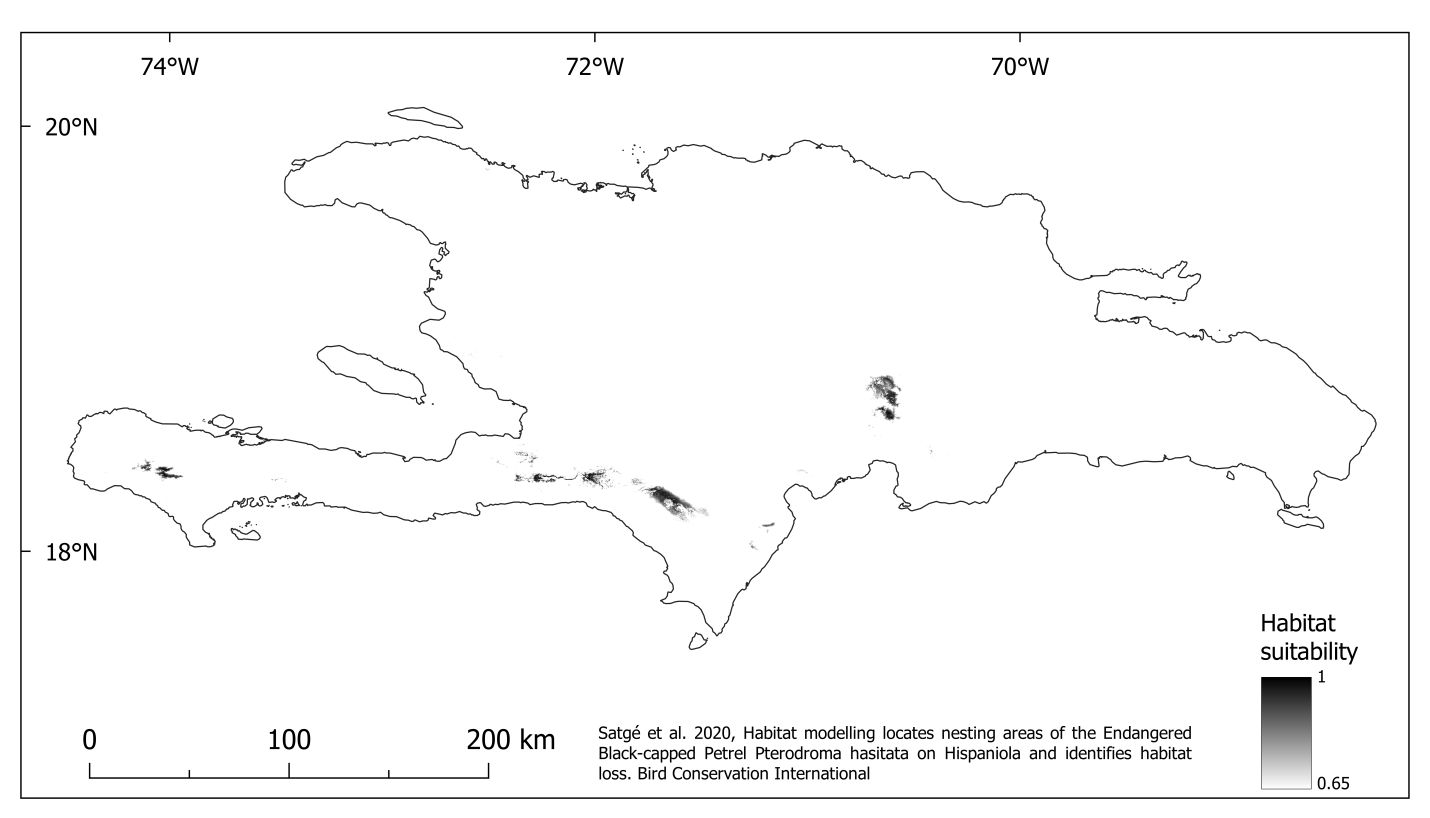 74°W
72°W
70°W
20°N
18°N
Habitat
suitability
1
0.65
0
100
200 km
Satgé et al. 2020, Habitat modelling locates nesting areas of the Endangered
Black-capped Petrel Pterodroma hasitata on Hispaniola and identifies habitat
loss. Bird Conservation International